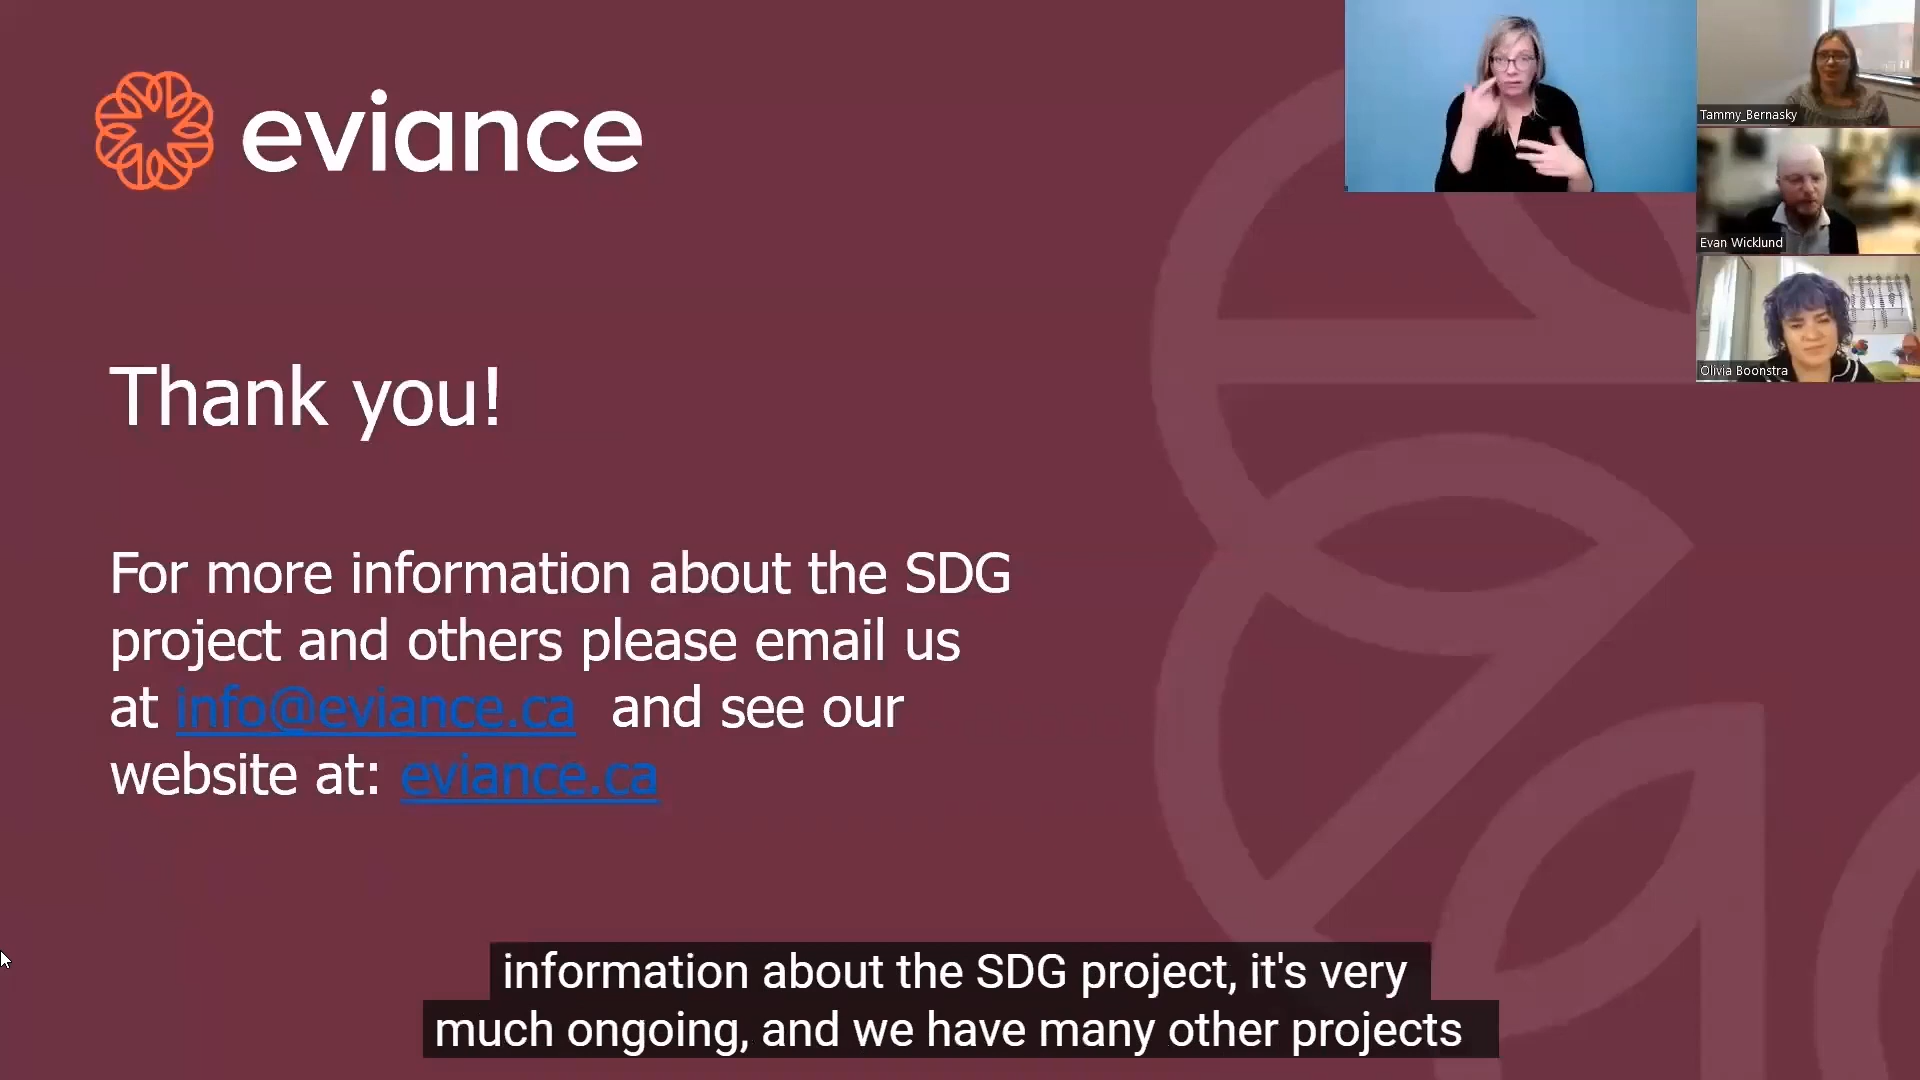 eviance
Thank you!
For more information about the SDG
project and others please email us
at info@eviance.ca and see our
website at: eviance.ca
Tammy_Bernasky
Evan Wicklund
Olivia Boonstra
information about the SDG project, it's very
much ongoing, and we have many other projects